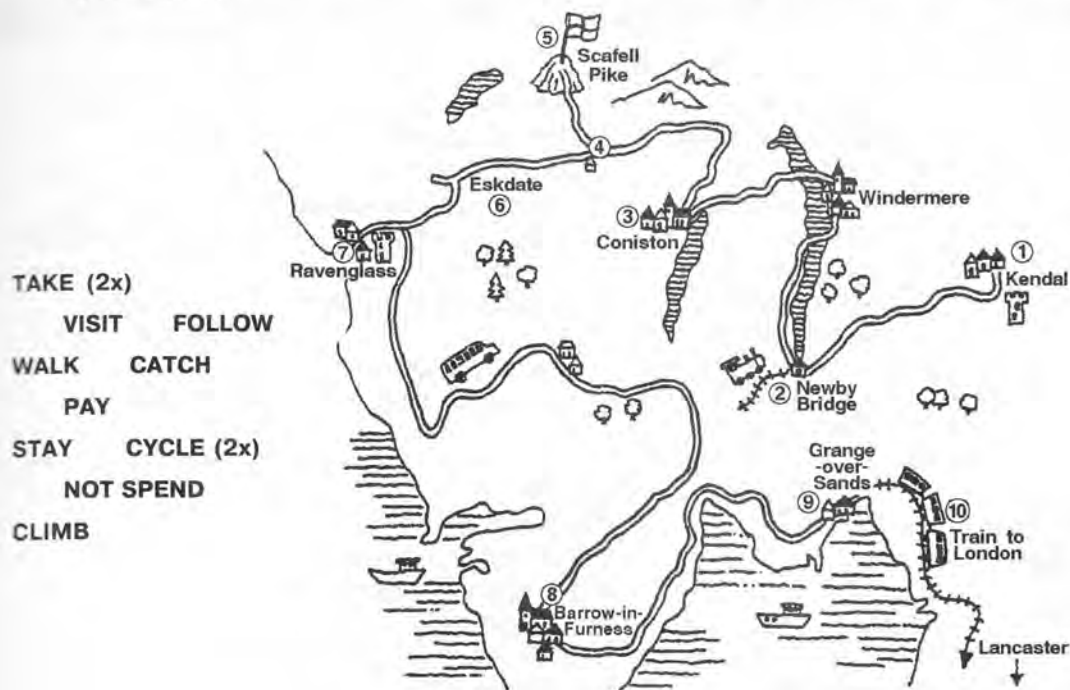 TAKE (2x)
VISIT FOLLOW
WALK CATCH
PAY
STAY CYCLE (2x)
NOT SPEND
CLIMB
5
Scafell
Pike
4
Eskdate
6
3
Coniston
Windermere
1
Kendal
7
Ravenglass
2
Newby
Bridge
Grange
-over-
Sands
9
10
Train to
London
8
Barrow-in-
Furness
Lancaster